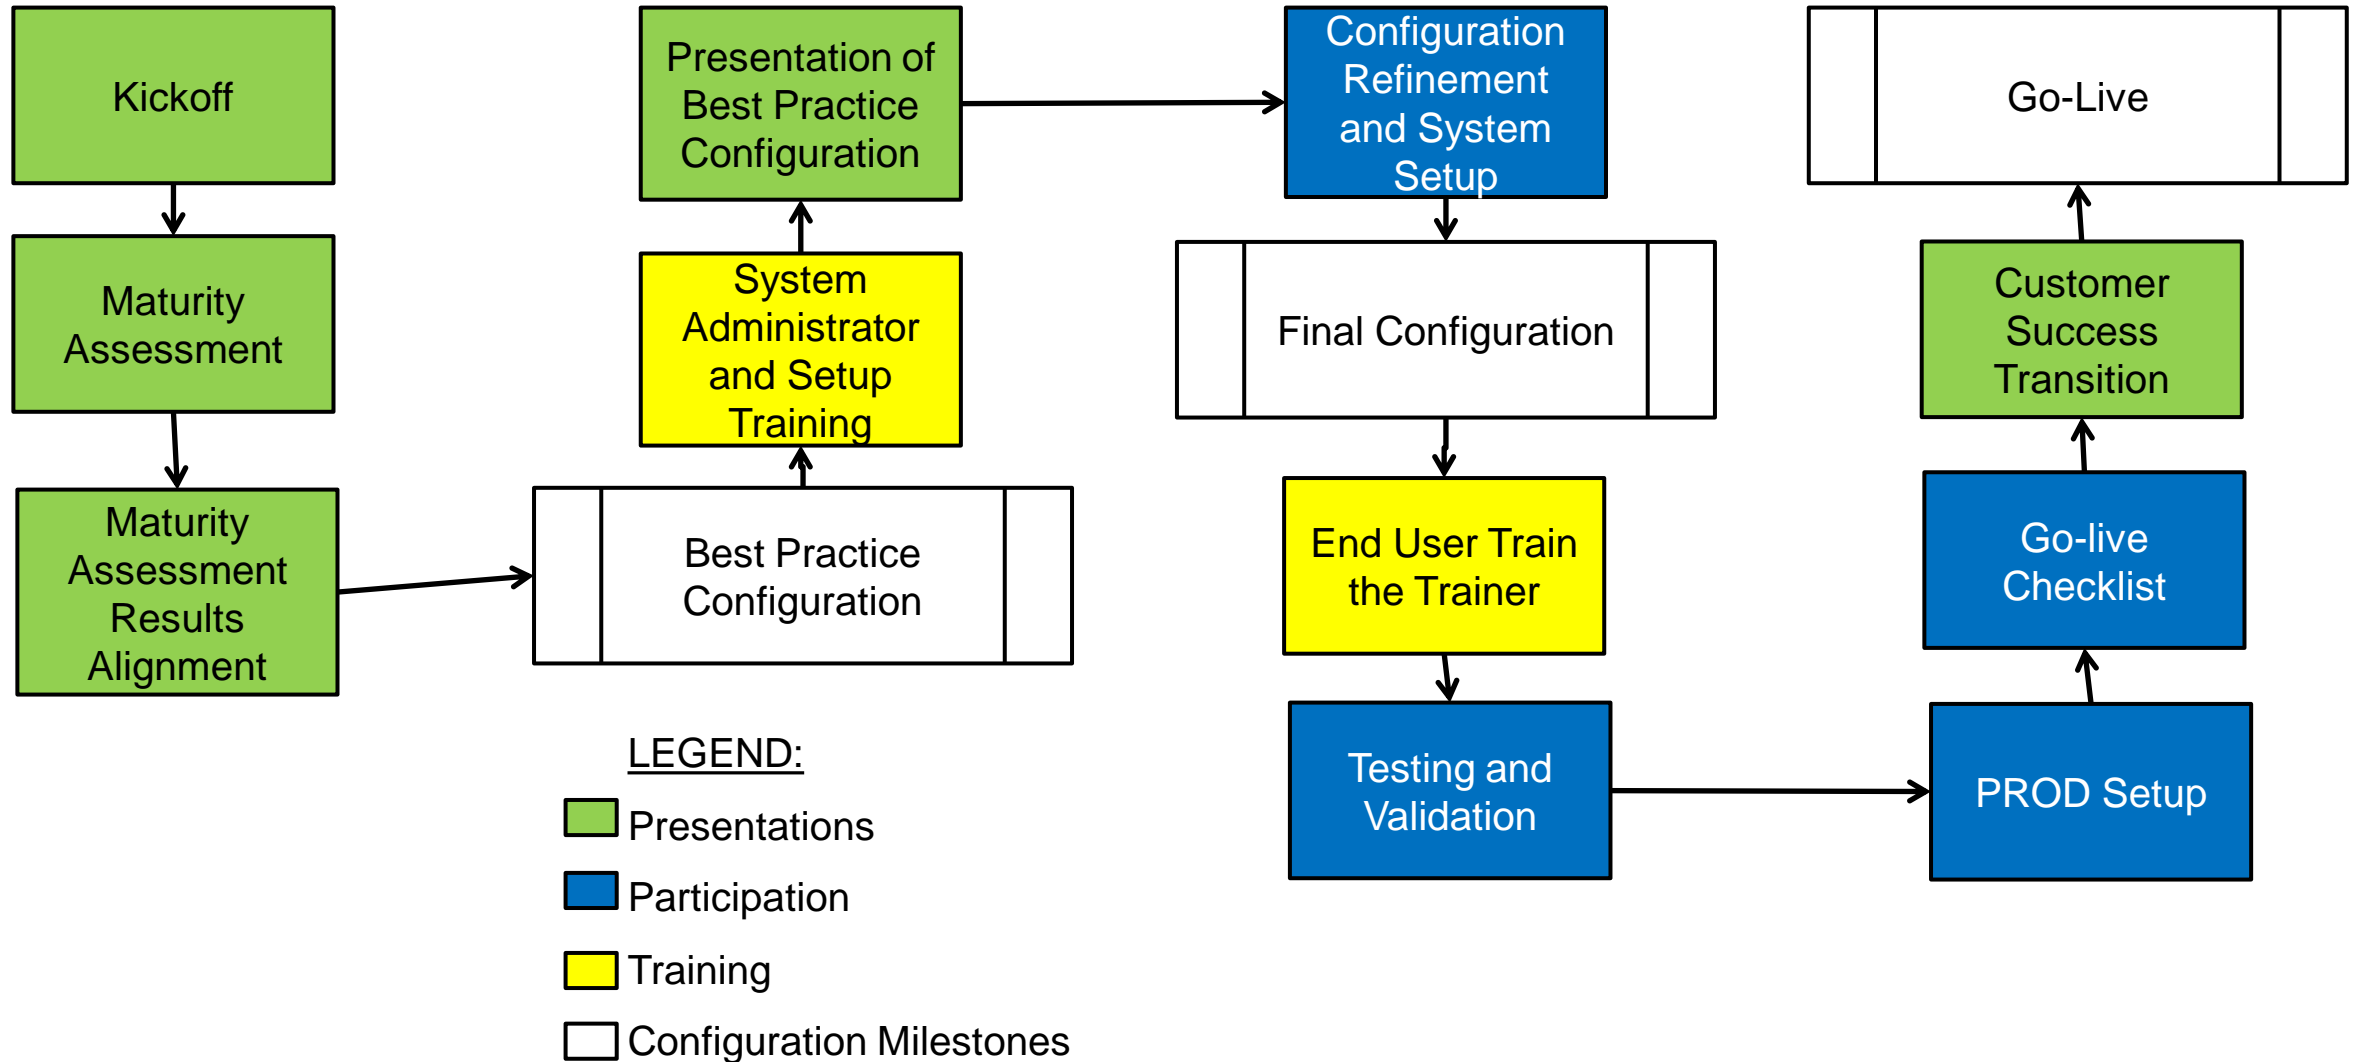 Kickoff
Maturity
Assessment
Maturity
Assessment
Results
Alignment
Best Practice
Configuration
System
Administrator
and Setup
Training
Presentation of
Best Practice
Configuration
Configuration
Refinement
and System
Setup
Final Configuration
End User Train
the Trainer
Testing and
Validation
PROD Setup
Go-live
Checklist
Customer
Success
Transition
Go-Live
LEGEND:
Presentations
Participation
Training
Configuration Milestones